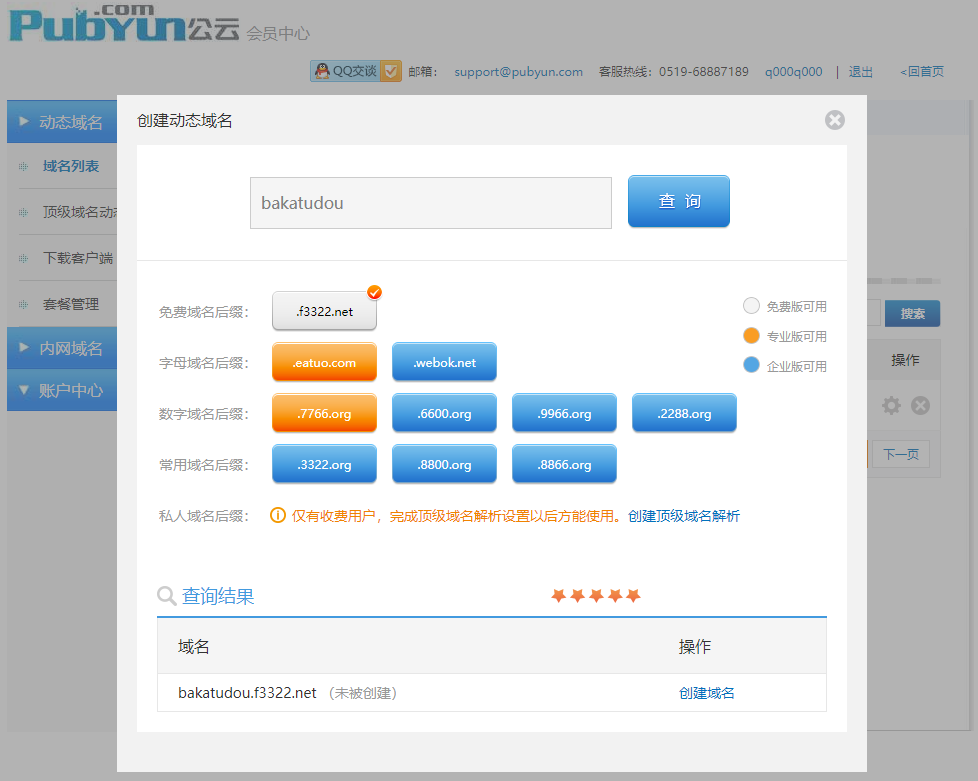 .com
PubYun公云 会员中心
QQ交谈 邮箱： support@pubyun.com 客服热线：0519-68887189 q000q000 | 退出 <回首页
动态域名
域名列表
顶级域名动态
下载客户端
套餐管理
内网域名
账户中心
创建动态域名
bakatudou 查 询
免费域名后缀： .f3322.net
字母域名后缀： .eatuo.com .webok.net
数字域名后缀： .7766.org .6600.org .9966.org .2288.org
常用域名后缀： .3322.org .8800.org .8866.org
私人域名后缀： 仅有收费用户，完成顶级域名解析设置以后方能使用。创建顶级域名解析
免费版可用
专业版可用
企业版可用
查询结果
域名 操作
bakatudou.f3322.net （未被创建） 创建域名
搜索
操作
下一页